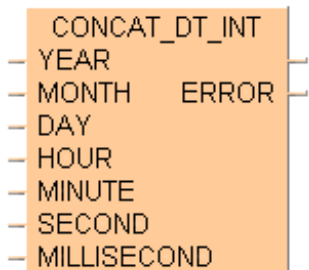 CONCAT_DT_INT
YEAR
MONTH ERROR
DAY
HOUR
MINUTE
SECOND
MILLISECOND